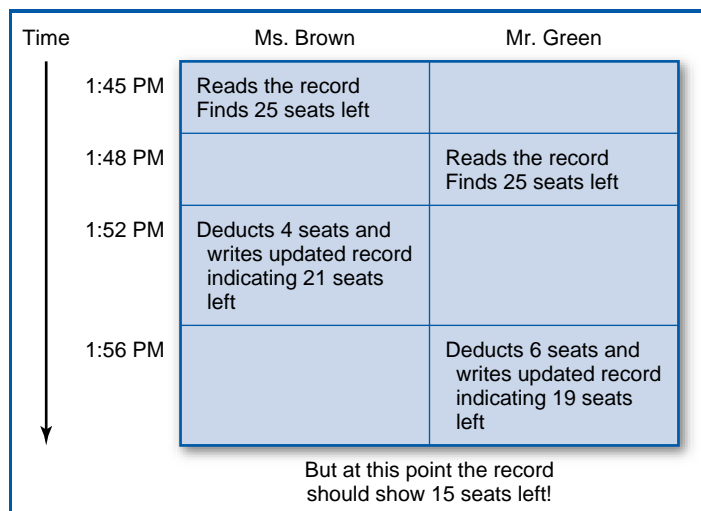 Time
Ms. Brown
Mr. Green
1:45 PM
Reads the record
Finds 25 seats left
1:48 PM
Reads the record
Finds 25 seats left
1:52 PM
Deducts 4 seats and
writes updated record
indicating 21 seats
left
1:56 PM
Deducts 6 seats and
writes updated record
indicating 19 seats
left
But at this point the record
should show 15 seats left!